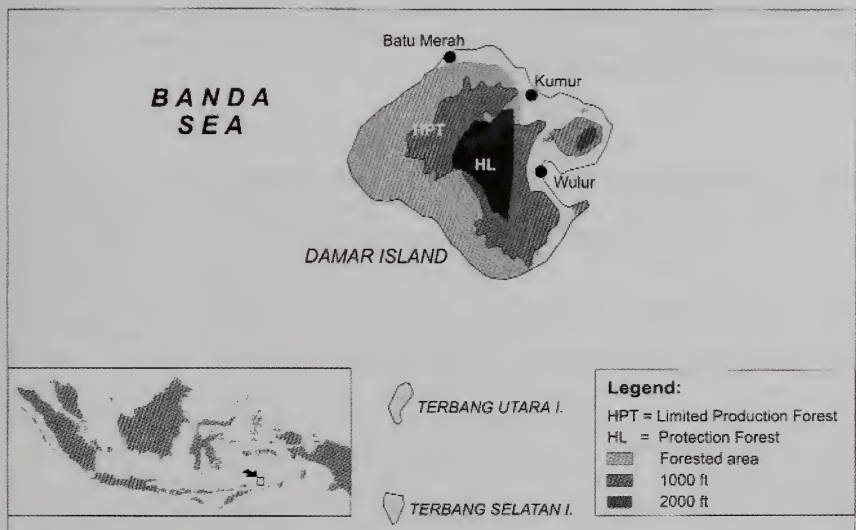 Batu Merah
BANDA
SEA
Kumur
HPT
HL
Wulur
DAMAR ISLAND
TERBANG UTARA I.
TERBANG SELATAN I.
Legend:
HPT = Limited Production Forest
HL = Protection Forest
Forested area
1000 ft
2000 ft